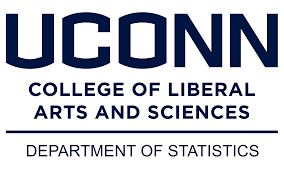 UCONN
COLLEGE OF LIBERAL
ARTS AND SCIENCES
DEPARTMENT OF STATISTICS